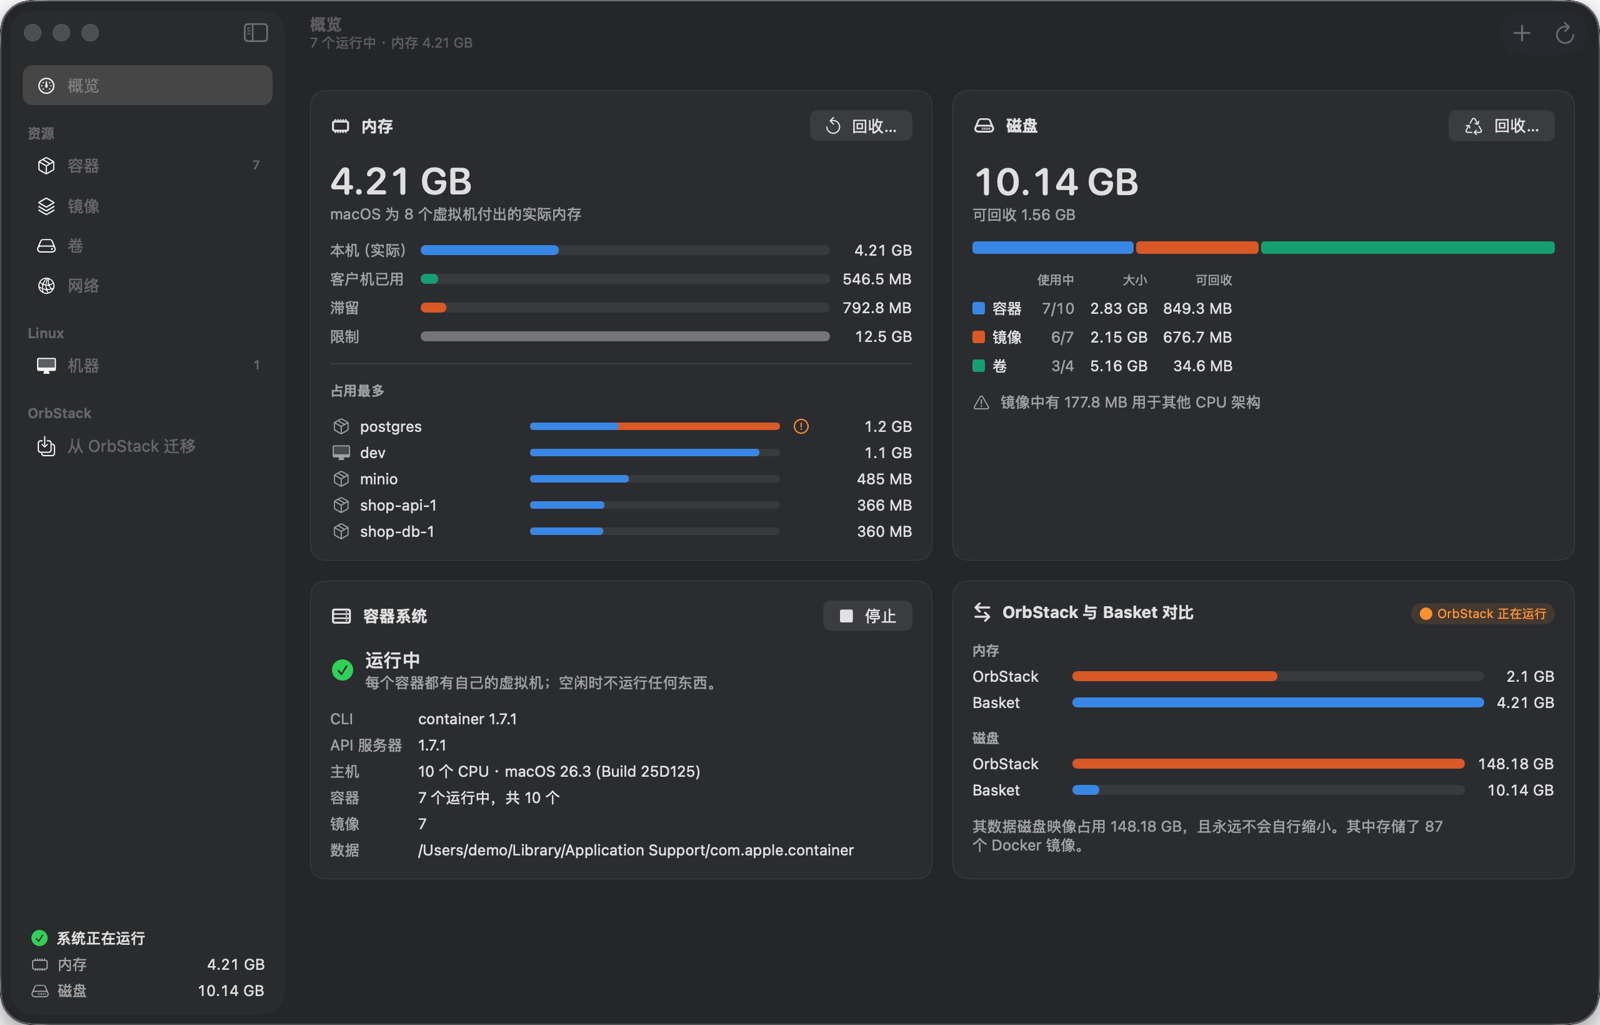 概览
7 个运行中 · 内存 4.21 GB
概览
资源
容器 7
镜像
卷
网络
Linux
机器 1
OrbStack
从 OrbStack 迁移
系统正在运行
内存 4.21 GB
磁盘 10.14 GB
内存 回收...
4.21 GB
macOS 为 8 个虚拟机付出的实际内存
本机 (实际) 4.21 GB
客户机已用 546.5 MB
滞留 792.8 MB
限制 12.5 GB
占用最多
postgres 1.2 GB
dev 1.1 GB
minio 485 MB
shop-api-1 366 MB
shop-db-1 360 MB
磁盘 回收...
10.14 GB
可回收 1.56 GB
使用中 大小 可回收
容器 7/10 2.83 GB 849.3 MB
镜像 6/7 2.15 GB 676.7 MB
卷 3/4 5.16 GB 34.6 MB
镜像中有 177.8 MB 用于其他 CPU 架构
容器系统 停止
运行中
每个容器都有自己的虚拟机；空闲时不运行任何东西。
CLI container 1.7.1
API 服务器 1.7.1
主机 10 个 CPU · macOS 26.3 (Build 25D125)
容器 7 个运行中，共 10 个
镜像 7
数据 /Users/demo/Library/Application Support/com.apple.container
OrbStack 与 Basket 对比 OrbStack 正在运行
内存
OrbStack 2.1 GB
Basket 4.21 GB
磁盘
OrbStack 148.18 GB
Basket 10.14 GB
其数据磁盘映像占用 148.18 GB，且永远不会自行缩小。其中存储了 87
个 Docker 镜像。